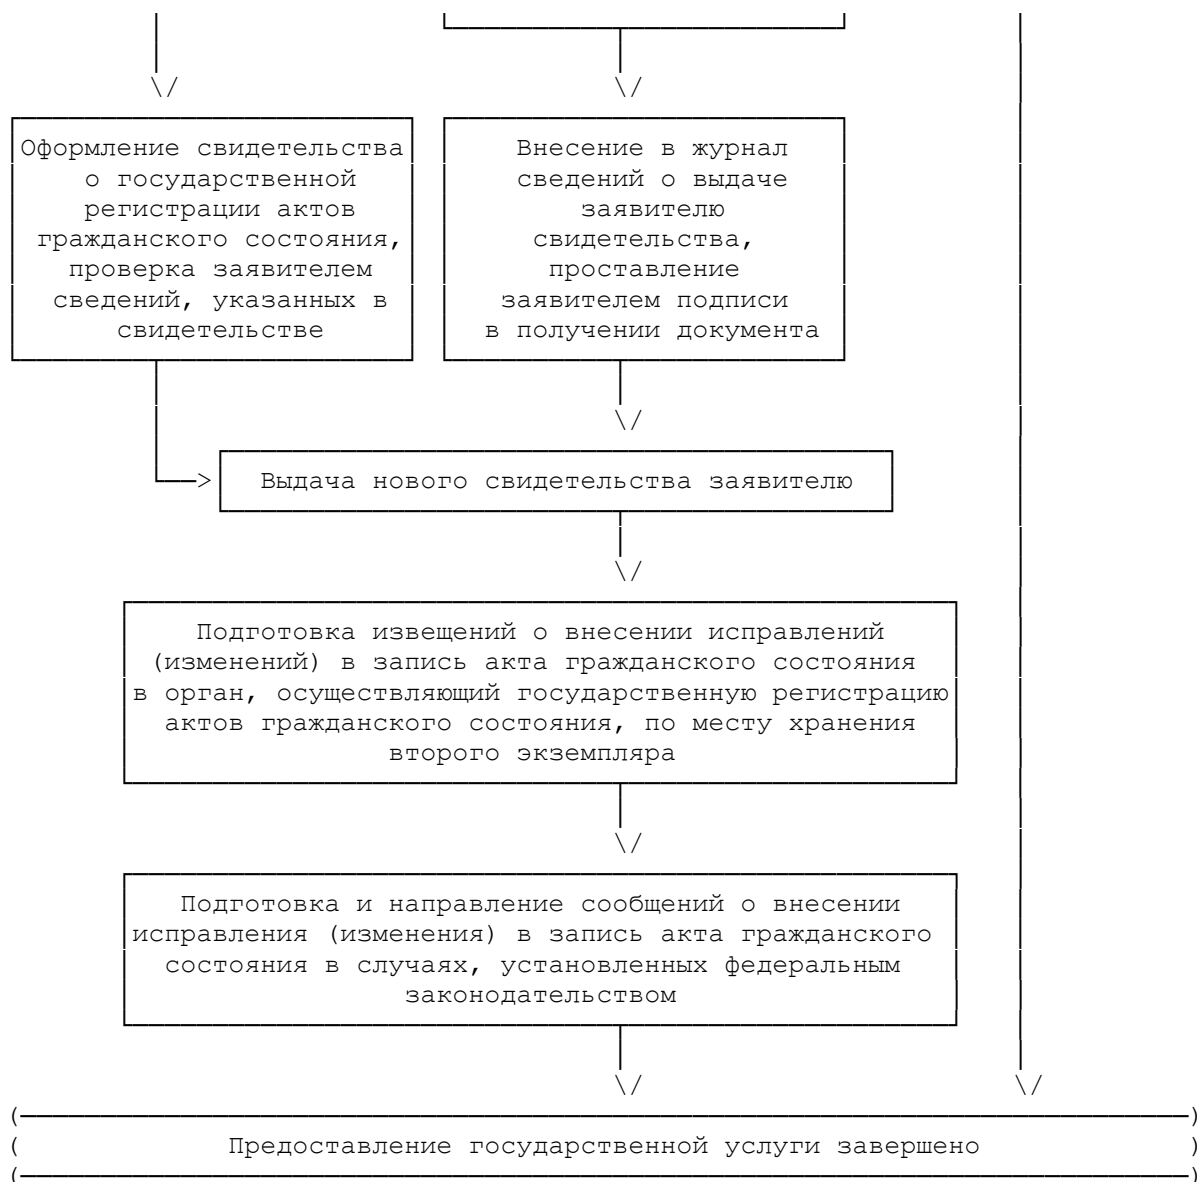 Оформление свидетельства
о государственной
регистрации актов
гражданского состояния,
проверка заявителем
сведений, указанных в
свидетельстве
Внесение в журнал
сведений о выдаче
заявителю
свидетельства,
проставление
заявителем подписи
в получении документа
Выдача нового свидетельства заявителю
Подготовка извещений о внесении исправлений
(изменений) в запись акта гражданского состояния
в орган, осуществляющий государственную регистрацию
актов гражданского состояния, по месту хранения
второго экземпляра
Подготовка и направление сообщений о внесении
исправления (изменения) в запись акта гражданского
состояния в случаях, установленных федеральным
законодательством
Предоставление государственной услуги завершено